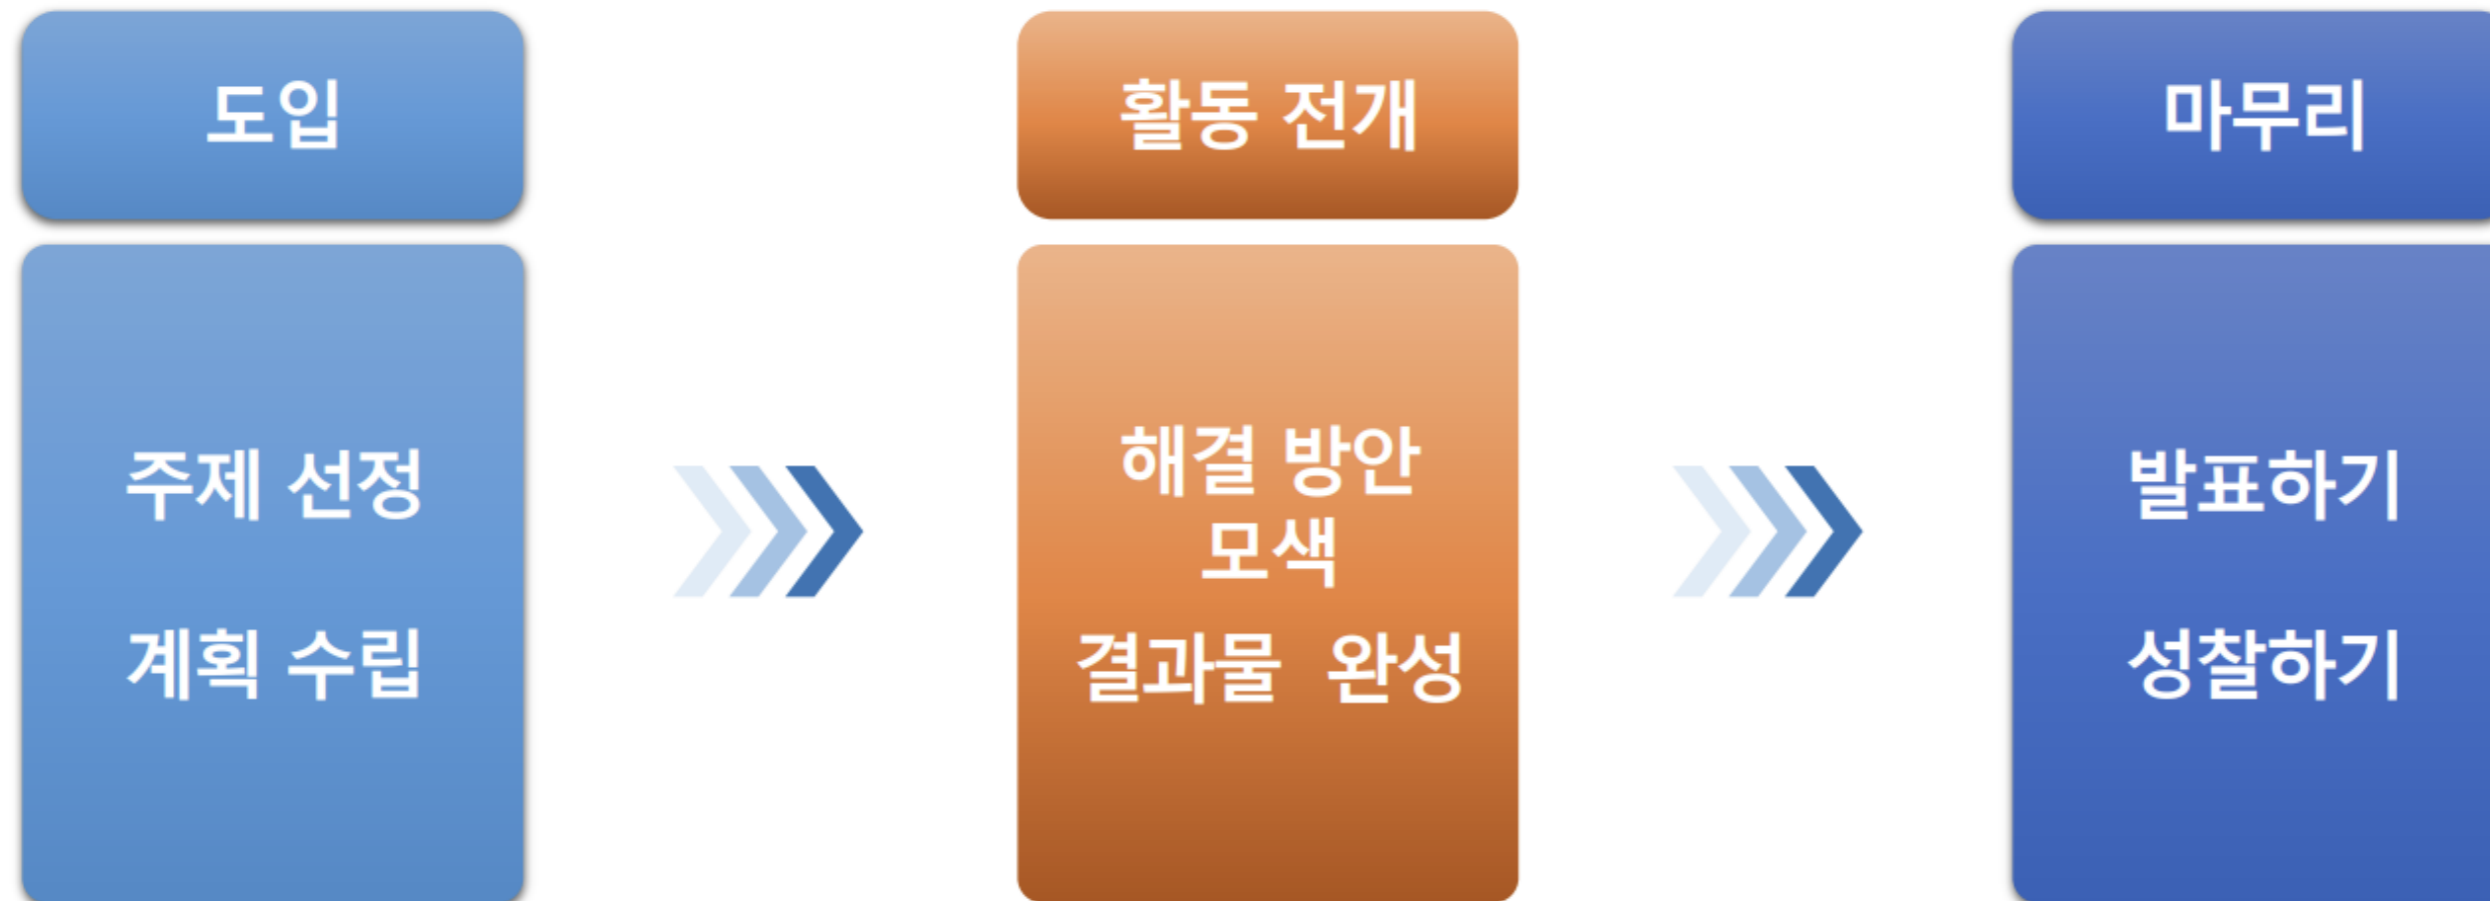 도입
주제 선정
계획 수립
활동 전개
해결 방안
모색
결과물 완성
마무리
발표하기
성찰하기